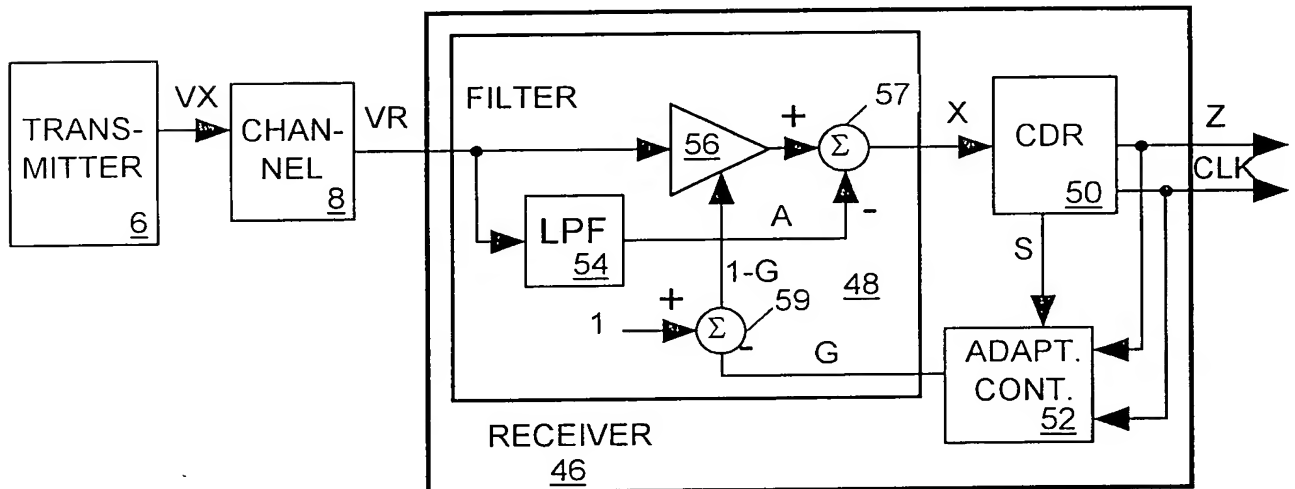 TRANS-
MITTER
6
VX
CHAN-
NEL
8
VR
FILTER
56
+
Σ
57
-
LPF
54
A
1-G
48
1
+
Σ
-
59
G
X
CDR
50
Z
CLK
S
ADAPT.
CONT.
52
RECEIVER
46